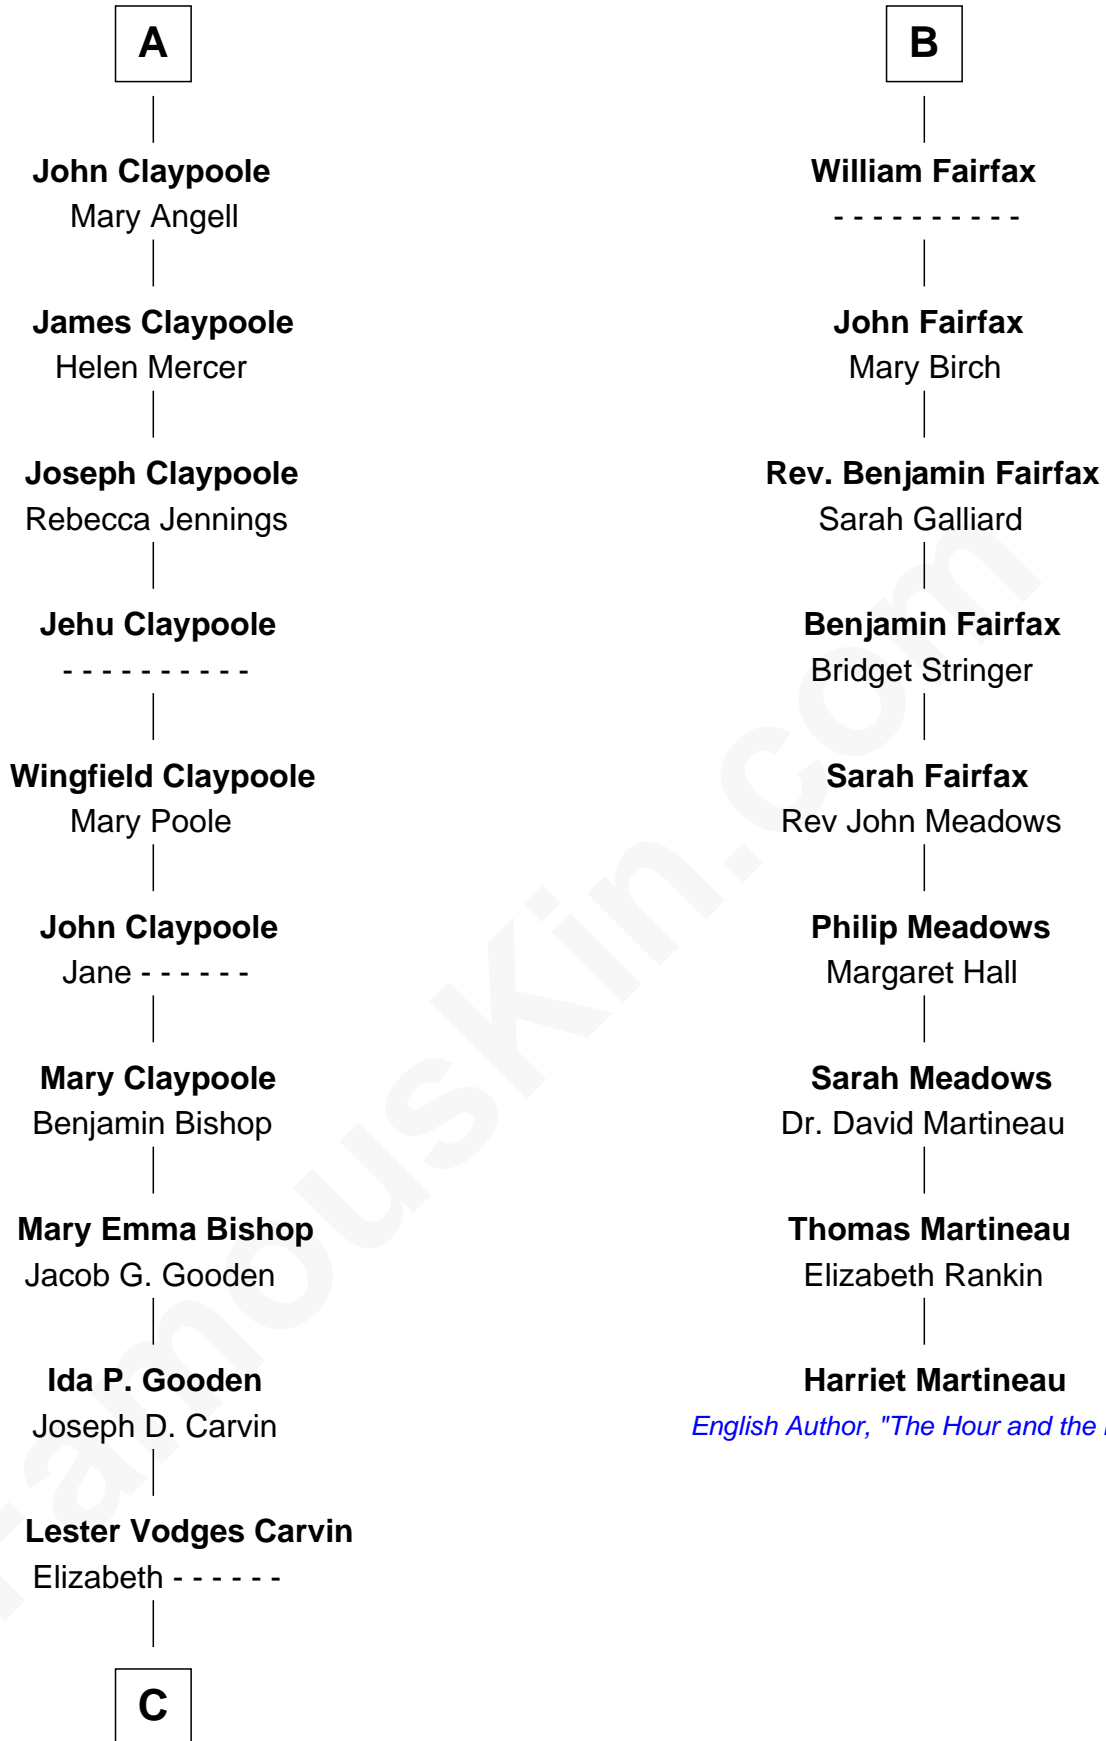 A
John Claypoole
Mary Angell
James Claypoole
Helen Mercer
Joseph Claypoole
Rebecca Jennings
Jehu Claypoole
- - - - - - - - - -
Wingfield Claypoole
Mary Poole
John Claypoole
Jane - - - - - -
Mary Claypoole
Benjamin Bishop
Mary Emma Bishop
Jacob G. Gooden
Ida P. Gooden
Joseph D. Carvin
Lester Vodges Carvin
Elizabeth - - - - - -
C
B
William Fairfax
- - - - - - - - - -
John Fairfax
Mary Birch
Rev. Benjamin Fairfax
Sarah Galliard
Benjamin Fairfax
Bridget Stringer
Sarah Fairfax
Rev John Meadows
Philip Meadows
Margaret Hall
Sarah Meadows
Dr. David Martineau
Thomas Martineau
Elizabeth Rankin
Harriet Martineau
English Author, "The Hour and the
FamousKin.com